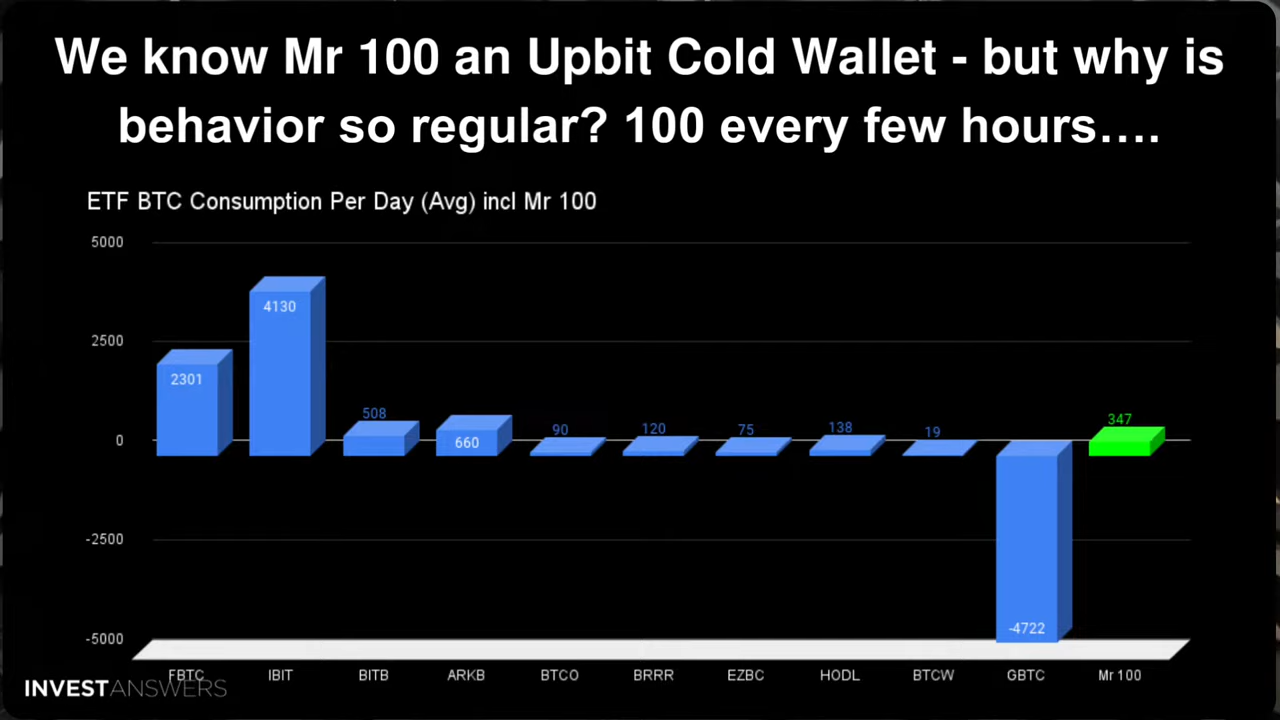 We know Mr 100 an Upbit Cold Wallet - but why is
behavior so regular? 100 every few hours….
ETF BTC Consumption Per Day (Avg) incl Mr 100
5000
2500
0
-2500
-5000
2301
4130
508
660
90
120
75
138
19
-4722
347
FBTC
IBIT
BITB
ARKB
BTCO
BRRR
EZBC
HODL
BTCW
GBTC
Mr 100
INVESTANSWERS